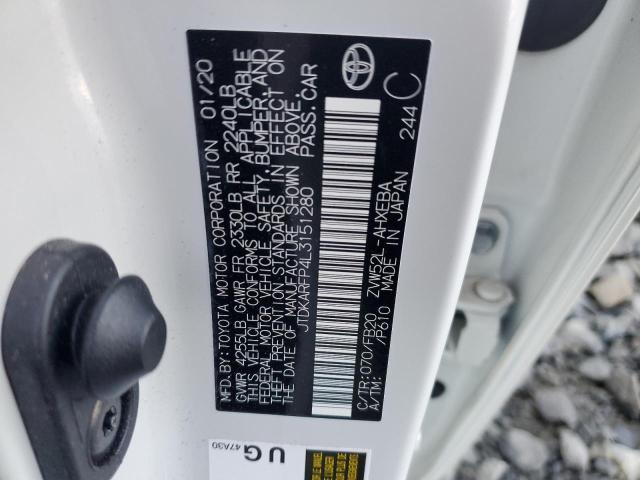 MFD.BY:TOYOTA MOTOR CORPORATION 01/20
GVWR 4255LB GAWR FR 2330LB RR 2240LB
THIS VEHICLE CONFORMS TO ALL APPLICABLE
FEDERAL MOTOR VEHICLE SAFETY, BUMPER, AND
THEFT PREVENTION STANDARDS IN EFFECT ON
THE DATE OF MANUFACTURE SHOWN ABOVE.
JTDKARFP4L3151280 PASS.CAR
C/TR:070/FB20 ZVW52L-AHXEBA
A/TM: /P610 MADE IN JAPAN
244 C
UG
47A30